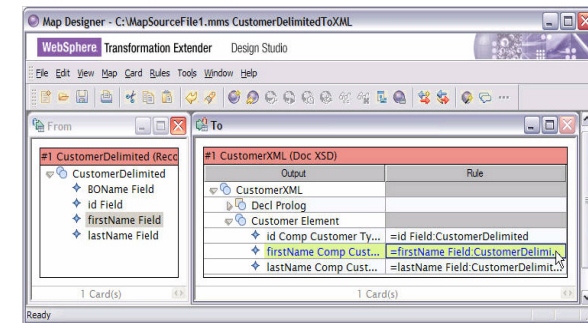 Map Designer - C:\MapSourceFile1.mms CustomerDelimitedToXML
WebSphere Transformation Extender Design Studio
File Edit View Map Card Rules Tools Window Help
From
To
#1 CustomerDelimited (Reco
CustomerDelimited
BOName Field
id Field
firstName Field
lastName Field
1 Card(s)
#1 CustomerXML (Doc XSD)
Output Rule
CustomerXML
Decl Prolog
Customer Element
id Comp Customer Ty... =id Field:CustomerDelimited
firstName Comp Cust... =firstName Field:CustomerDelimi...
lastName Comp Cust... =lastName Field:CustomerDelimit...
1 Card(s)
Ready